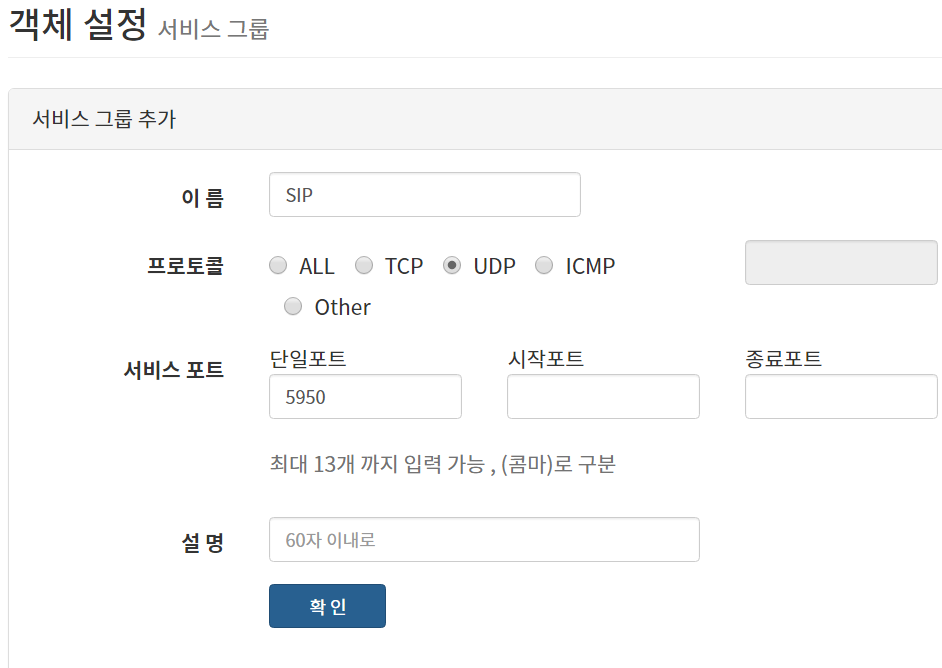 객체 설정 서비스 그룹
서비스 그룹 추가
이 름 SIP
프로토콜 ALL TCP UDP ICMP
Other
단일포트 시작포트 종료포트
서비스 포트
5950
최대 13개 까지 입력 가능 , (콤마)로 구분
설 명 60자 이내로
확 인